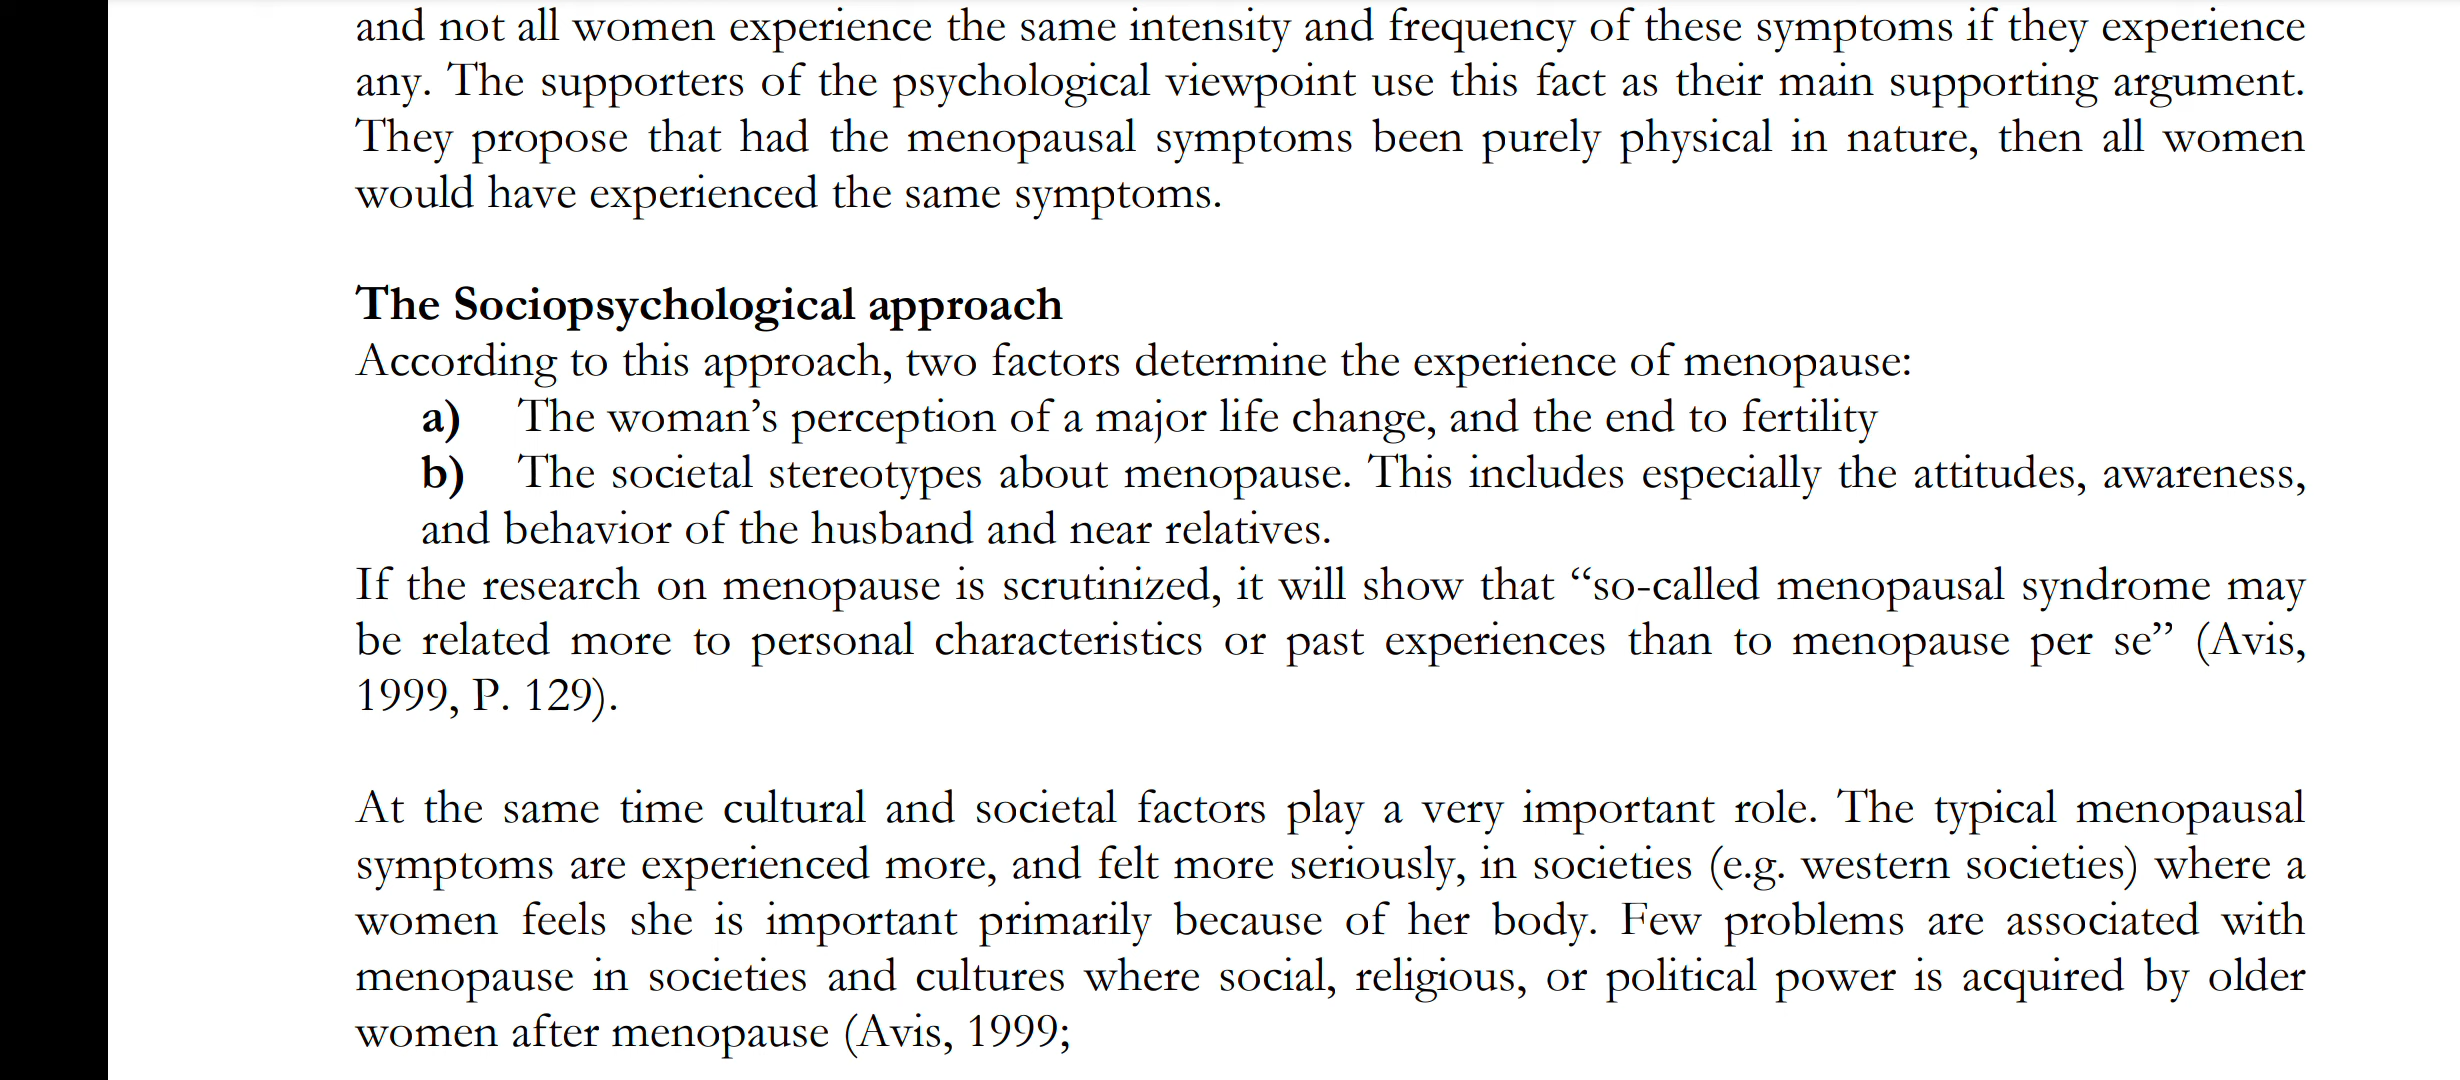 and not all women experience the same intensity and frequency of these symptoms if they experience
any. The supporters of the psychological viewpoint use this fact as their main supporting argument.
They propose that had the menopausal symptoms been purely physical in nature, then all women
would have experienced the same symptoms.
The Sociopsychological approach
According to this approach, two factors determine the experience of menopause:
a) The woman’s perception of a major life change, and the end to fertility
b) The societal stereotypes about menopause. This includes especially the attitudes, awareness,
and behavior of the husband and near relatives.
If the research on menopause is scrutinized, it will show that “so-called menopausal syndrome may
be related more to personal characteristics or past experiences than to menopause per se” (Avis,
1999, P. 129).
At the same time cultural and societal factors play a very important role. The typical menopausal
symptoms are experienced more, and felt more seriously, in societies (e.g. western societies) where a
women feels she is important primarily because of her body. Few problems are associated with
menopause in societies and cultures where social, religious, or political power is acquired by older
women after menopause (Avis, 1999;